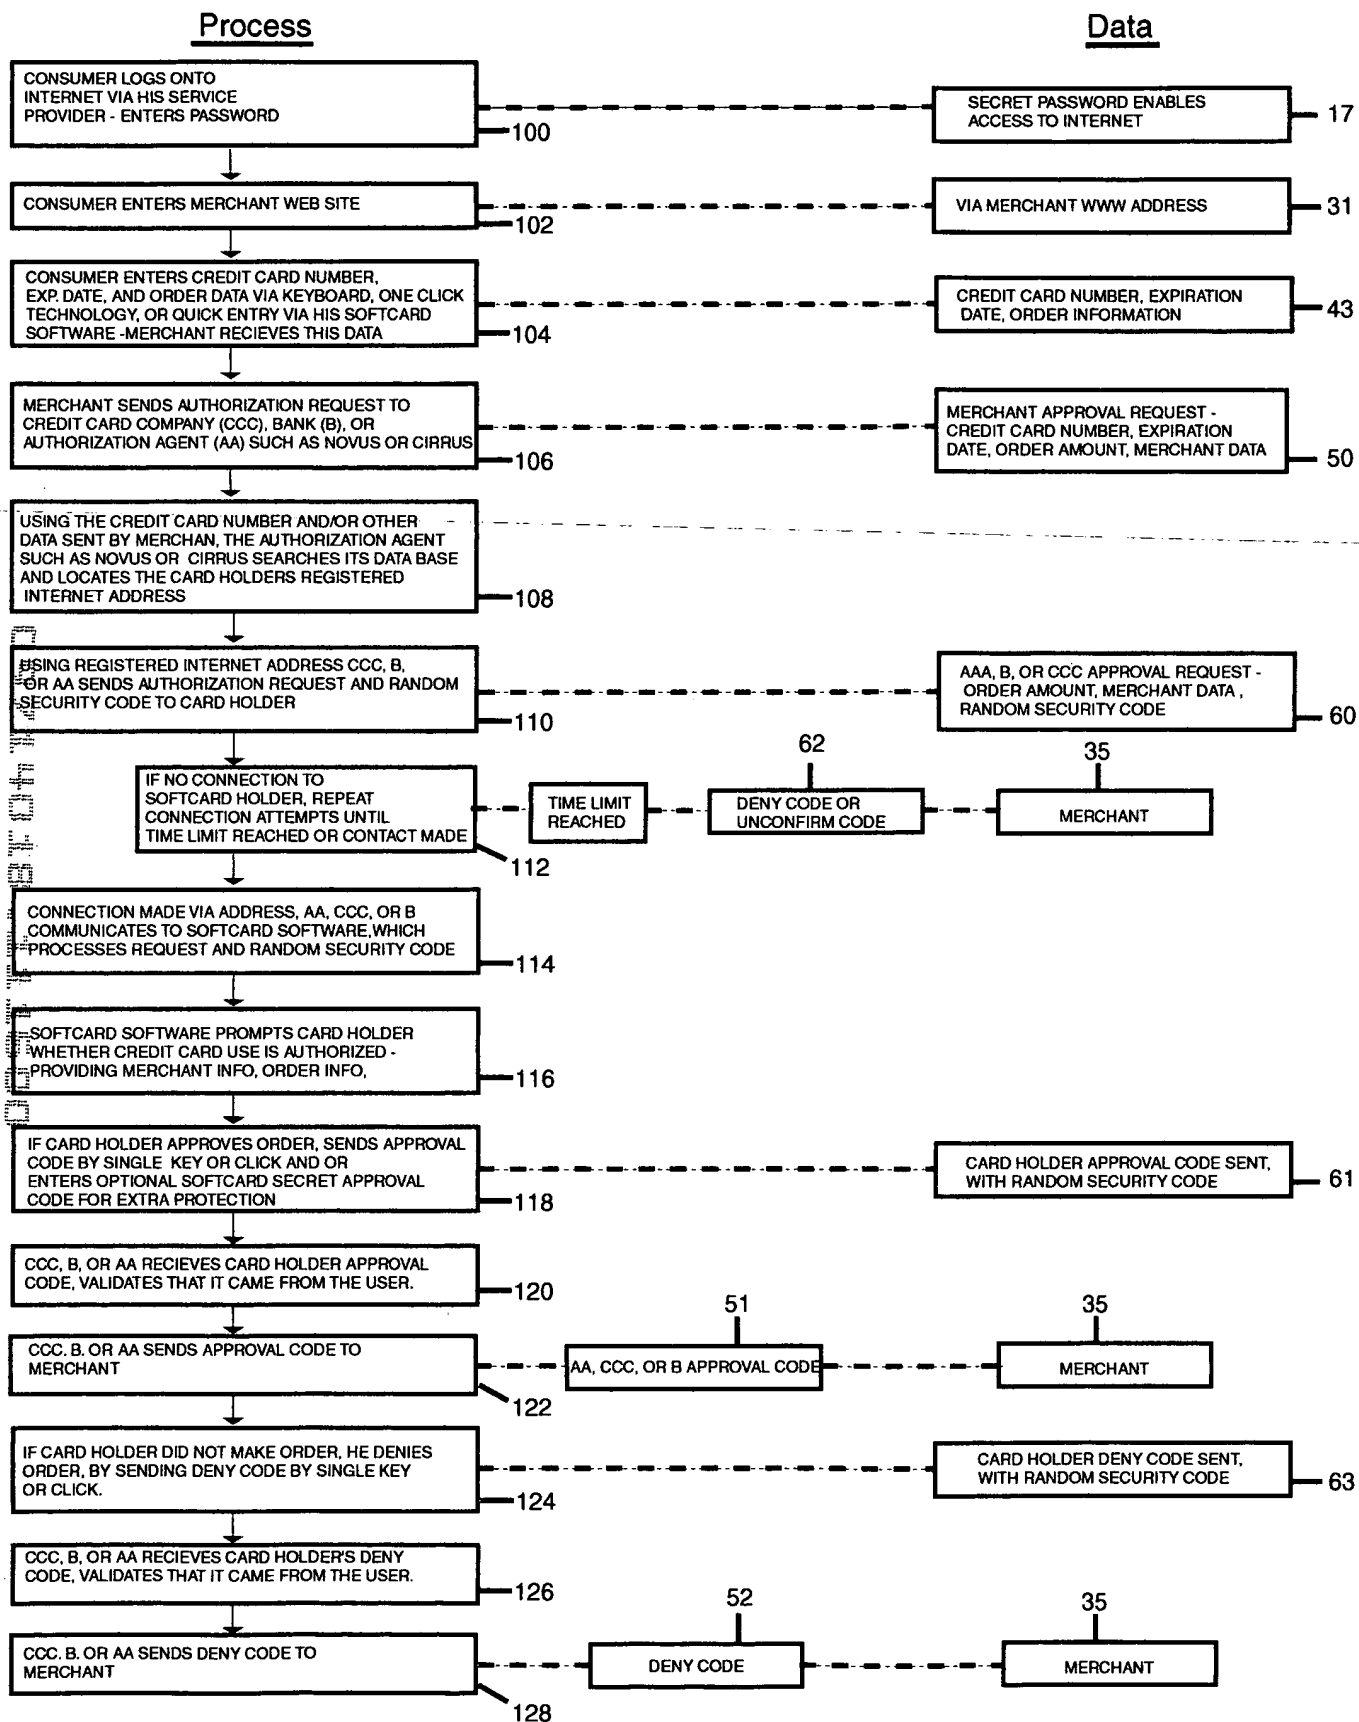 Process
Data
CONSUMER LOGS ONTO
INTERNET VIA HIS SERVICE
PROVIDER - ENTERS PASSWORD
100
SECRET PASSWORD ENABLES
ACCESS TO INTERNET
17
CONSUMER ENTERS MERCHANT WEB SITE
102
VIA MERCHANT WWW ADDRESS
31
CONSUMER ENTERS CREDIT CARD NUMBER,
EXP. DATE, AND ORDER DATA VIA KEYBOARD, ONE CLICK
TECHNOLOGY, OR QUICK ENTRY VIA HIS SOFTCARD
SOFTWARE -MERCHANT RECIEVES THIS DATA
104
CREDIT CARD NUMBER, EXPIRATION
DATE, ORDER INFORMATION
43
MERCHANT SENDS AUTHORIZATION REQUEST TO
CREDIT CARD COMPANY (CCC), BANK (B), OR
AUTHORIZATION AGENT (AA) SUCH AS NOVUS OR CIRRUS
106
MERCHANT APPROVAL REQUEST -
CREDIT CARD NUMBER, EXPIRATION
DATE, ORDER AMOUNT, MERCHANT DATA
50
USING THE CREDIT CARD NUMBER AND/OR OTHER
DATA SENT BY MERCHAN, THE AUTHORIZATION AGENT
SUCH AS NOVUS OR CIRRUS SEARCHES ITS DATA BASE
AND LOCATES THE CARD HOLDERS REGISTERED
INTERNET ADDRESS
108
USING REGISTERED INTERNET ADDRESS CCC, B,
OR AA SENDS AUTHORIZATION REQUEST AND RANDOM
SECURITY CODE TO CARD HOLDER
110
AAA, B, OR CCC APPROVAL REQUEST -
ORDER AMOUNT, MERCHANT DATA ,
RANDOM SECURITY CODE
60
IF NO CONNECTION TO
SOFTCARD HOLDER, REPEAT
CONNECTION ATTEMPTS UNTIL
TIME LIMIT REACHED OR CONTACT MADE
112
TIME LIMIT
REACHED
62
DENY CODE OR
UNCONFIRM CODE
35
MERCHANT
CONNECTION MADE VIA ADDRESS, AA, CCC, OR B
COMMUNICATES TO SOFTCARD SOFTWARE,WHICH
PROCESSES REQUEST AND RANDOM SECURITY CODE
114
SOFTCARD SOFTWARE PROMPTS CARD HOLDER
WHETHER CREDIT CARD USE IS AUTHORIZED -
PROVIDING MERCHANT INFO, ORDER INFO,
116
IF CARD HOLDER APPROVES ORDER, SENDS APPROVAL
CODE BY SINGLE KEY OR CLICK AND OR
ENTERS OPTIONAL SOFTCARD SECRET APPROVAL
CODE FOR EXTRA PROTECTION
118
CARD HOLDER APPROVAL CODE SENT,
WITH RANDOM SECURITY CODE
61
CCC, B, OR AA RECIEVES CARD HOLDER APPROVAL
CODE, VALIDATES THAT IT CAME FROM THE USER.
120
CCC. B. OR AA SENDS APPROVAL CODE TO
MERCHANT
122
51
AA, CCC, OR B APPROVAL CODE
35
MERCHANT
IF CARD HOLDER DID NOT MAKE ORDER, HE DENIES
ORDER, BY SENDING DENY CODE BY SINGLE KEY
OR CLICK.
124
CARD HOLDER DENY CODE SENT,
WITH RANDOM SECURITY CODE
63
CCC, B, OR AA RECIEVES CARD HOLDER'S DENY
CODE, VALIDATES THAT IT CAME FROM THE USER.
126
CCC. B. OR AA SENDS DENY CODE TO
MERCHANT
128
52
DENY CODE
35
MERCHANT